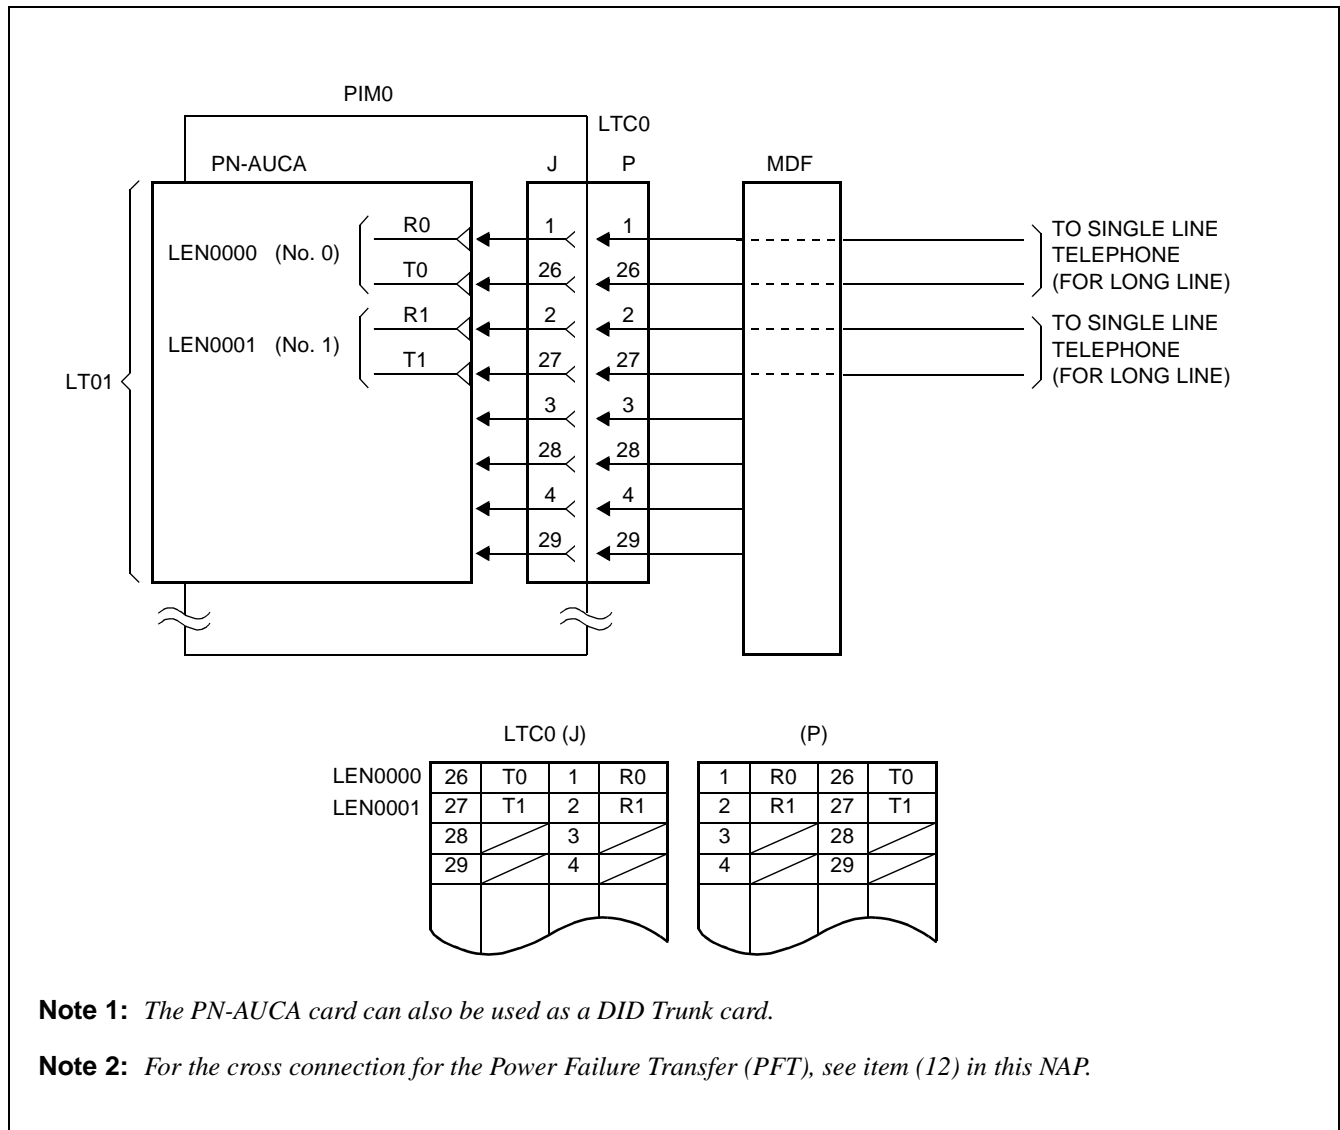 PIM0
LTC0
PN-AUCA J P MDF
R0 1 1 TO SINGLE LINE
LEN0000 (No. 0) TELEPHONE
T0 26 26 (FOR LONG LINE)
R1 2 2 TO SINGLE LINE
LEN0001 (No. 1) TELEPHONE
T1 27 27 (FOR LONG LINE)
LT01
3 3
28 28
4 4
29 29
LTC0 (J) (P)
LEN0000 26 T0 1 R0 1 R0 26 T0
LEN0001 27 T1 2 R1 2 R1 27 T1
28 3 3 28
29 4 4 29
Note 1: The PN-AUCA card can also be used as a DID Trunk card.
Note 2: For the cross connection for the Power Failure Transfer (PFT), see item (12) in this NAP.